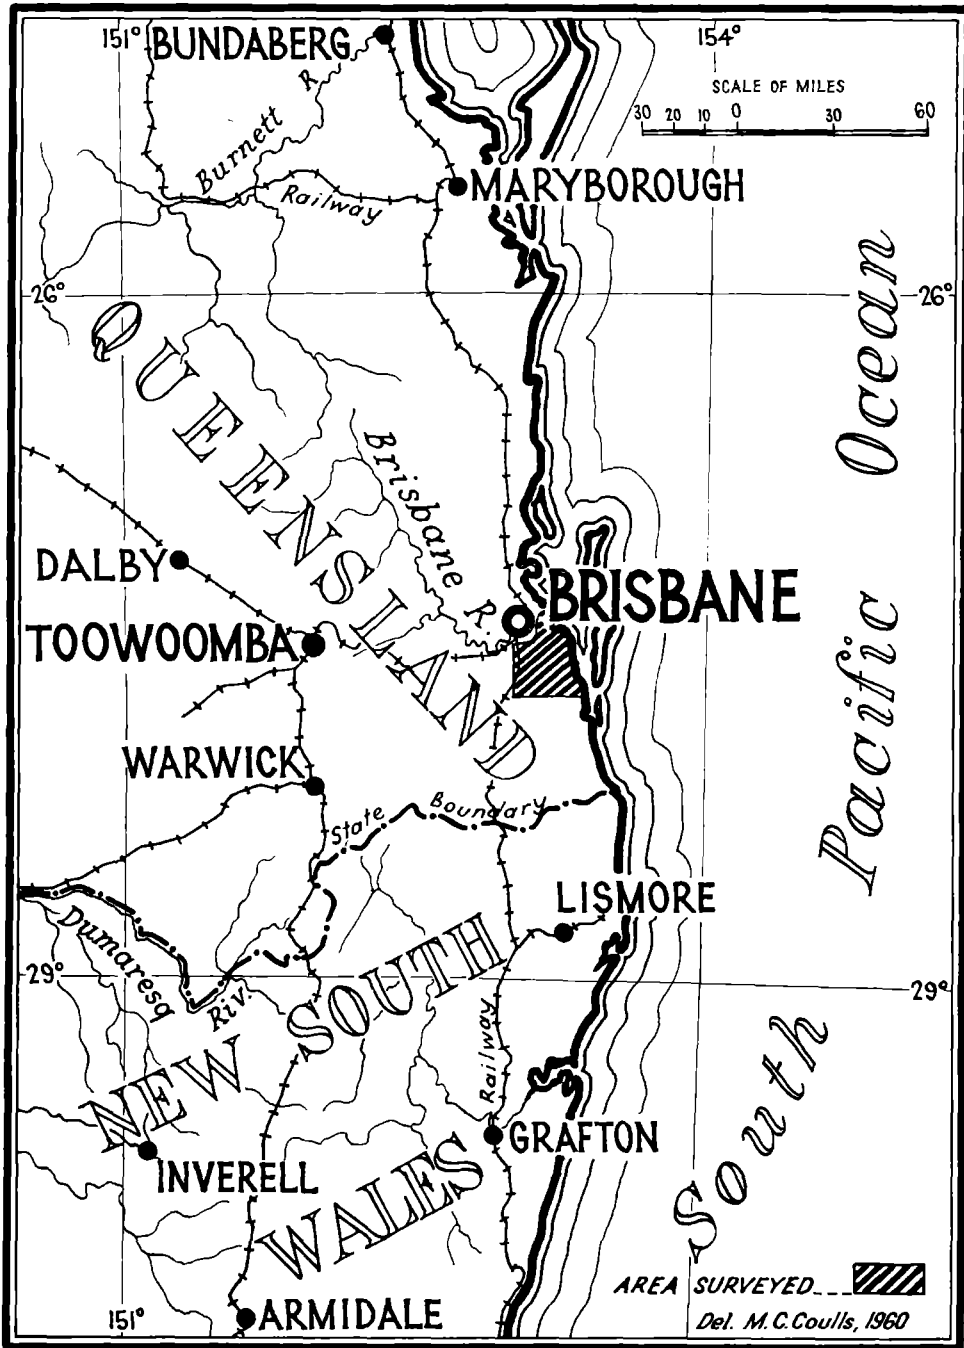 151°
BUNDABERG
154°
SCALE OF MILES
30 20 10 0 30 60
Burnett R
MARYBOROUGH
Railway
26°
26°
QUEENSLAND
Brisbane R.
DALBY
BRISBANE
TOOWOOMBA
WARWICK
State Boundary
LISMORE
Dumaresq Riv.
29°
29°
NEW SOUTH WALES
Railway
GRAFTON
INVERELL
South Pacific Ocean
AREA SURVEYED
151°
ARMIDALE
Del. M.C. Coulls, 1960